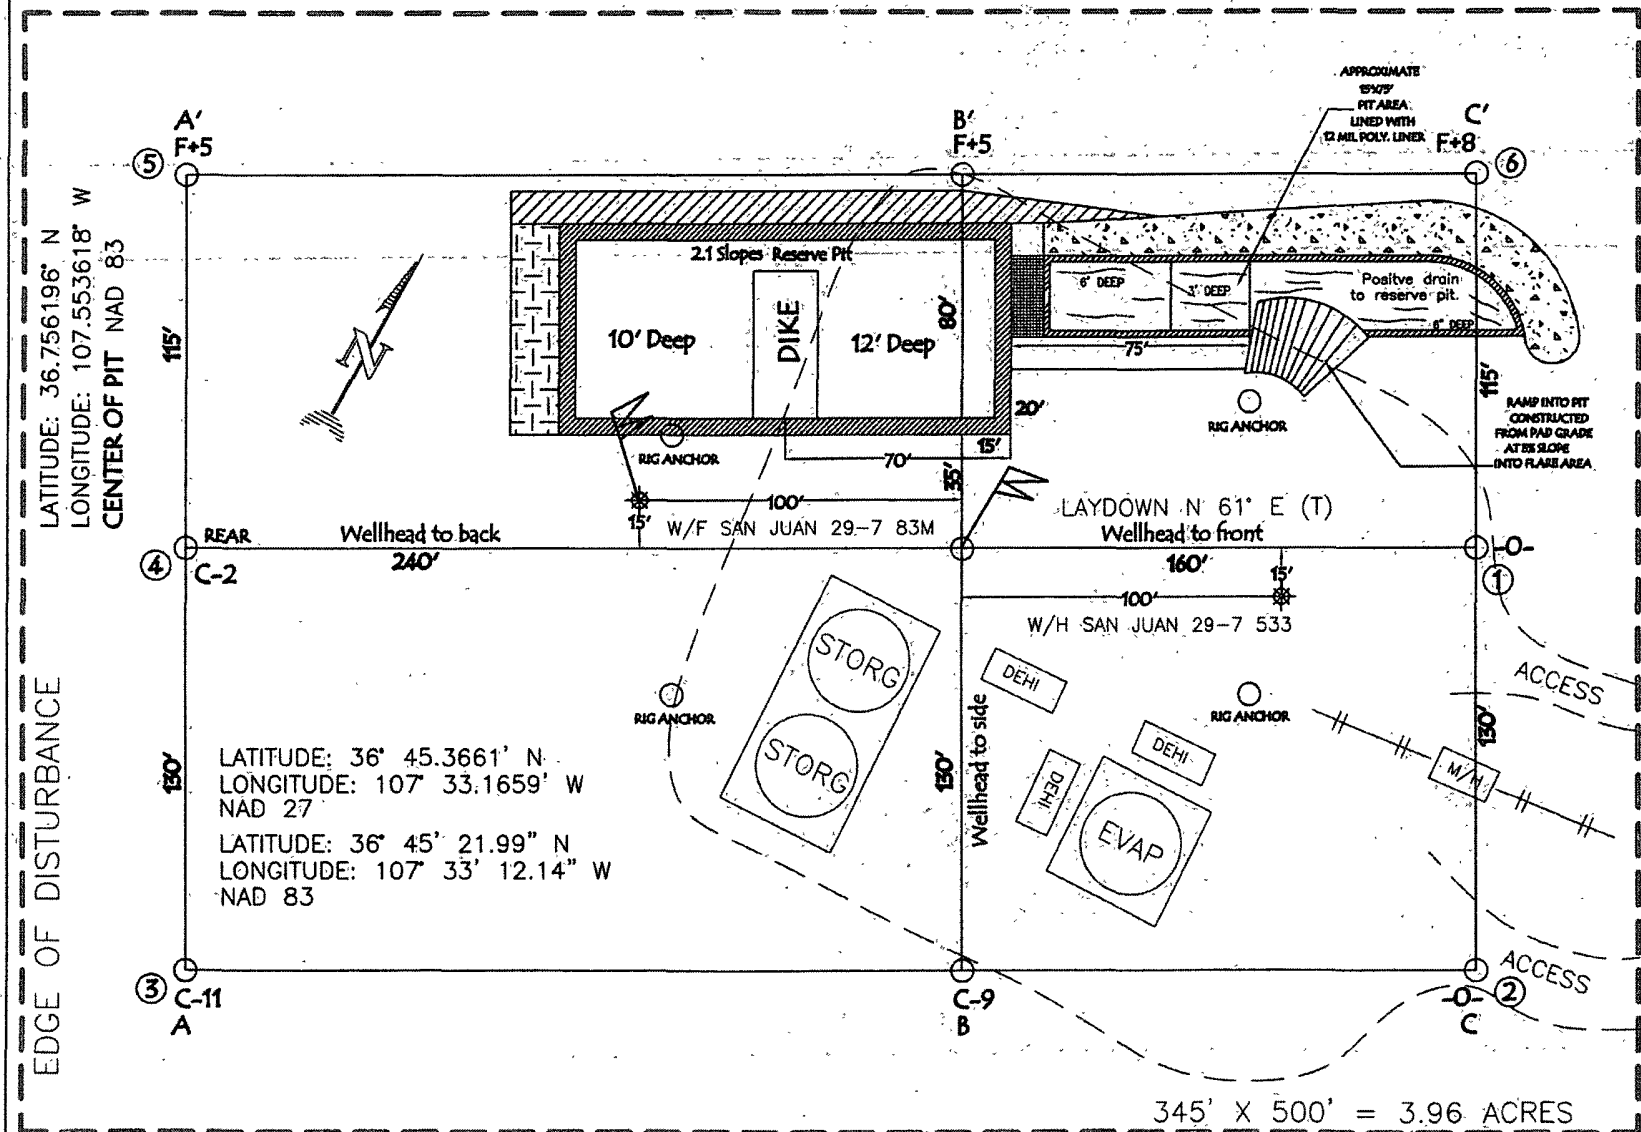 APPROXIMATE
15'X75'
PIT AREA
LINED WITH
12 MIL POLY. LINER
A'
F+5
5
B'
F+5
C'
F+8
6
LATITUDE: 36.756196° N
LONGITUDE: 107.553618° W
CENTER OF PIT NAD 83
N
115'
2.1 Slopes Reserve Pit
10' Deep
DIKE
12' Deep
80'
6' DEEP
3' DEEP
Positve drain
to reserve pit.
6" DEEP
75'
115'
RAMP INTO PIT
CONSTRUCTED
FROM PAD GRADE
AT 8% SLOPE
INTO FLARE AREA
RIG ANCHOR
RIG ANCHOR
20'
15'
70'
35'
100'
15'
W/F SAN JUAN 29-7 83M
LAYDOWN N 61° E (T)
REAR
Wellhead to back
240'
Wellhead to front
160'
4
C-2
-0-
1
15'
100'
W/H SAN JUAN 29-7 533
STORG
STORG
DEHI
DEHI
DEHI
EVAP
RIG ANCHOR
RIG ANCHOR
ACCESS
M/H
130'
130'
130'
Wellhead to side
LATITUDE: 36° 45.3661' N
LONGITUDE: 107° 33.1659' W
NAD 27
LATITUDE: 36° 45' 21.99" N
LONGITUDE: 107° 33' 12.14" W
NAD 83
EDGE OF DISTURBANCE
3
C-11
A
C-9
B
-0-
C
2
ACCESS
345' X 500' = 3.96 ACRES